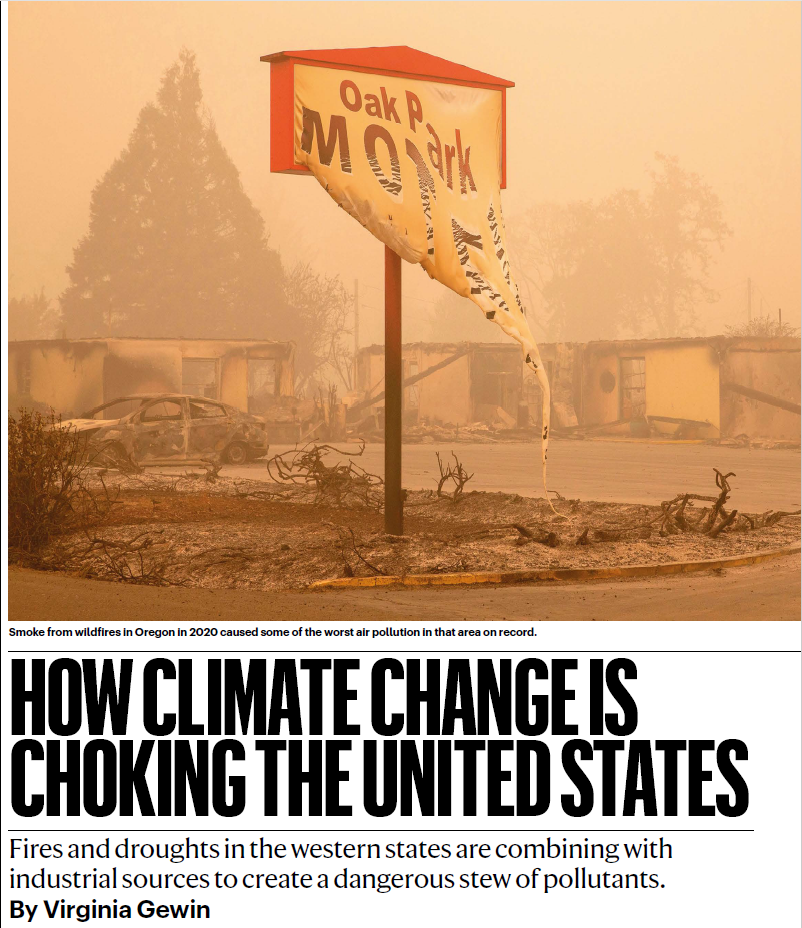 Oak Park
MOTEL
Smoke from wildfires in Oregon in 2020 caused some of the worst air pollution in that area on record.
HOW CLIMATE CHANGE IS
CHOKING THE UNITED STATES
Fires and droughts in the western states are combining with
industrial sources to create a dangerous stew of pollutants.
By Virginia Gewin